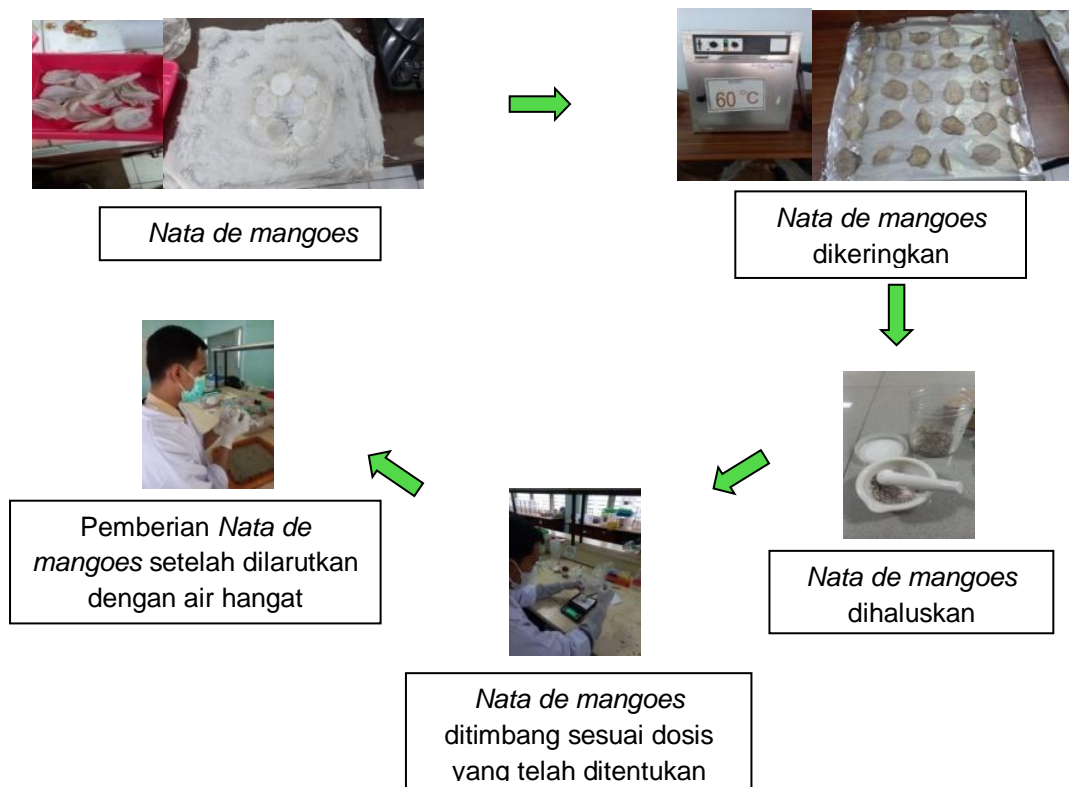 Nata de mangoes
60 °C
Nata de mangoes
dikeringkan
Nata de mangoes
dihaluskan
Nata de mangoes
ditimbang sesuai dosis
yang telah ditentukan
Pemberian Nata de
mangoes setelah dilarutkan
dengan air hangat